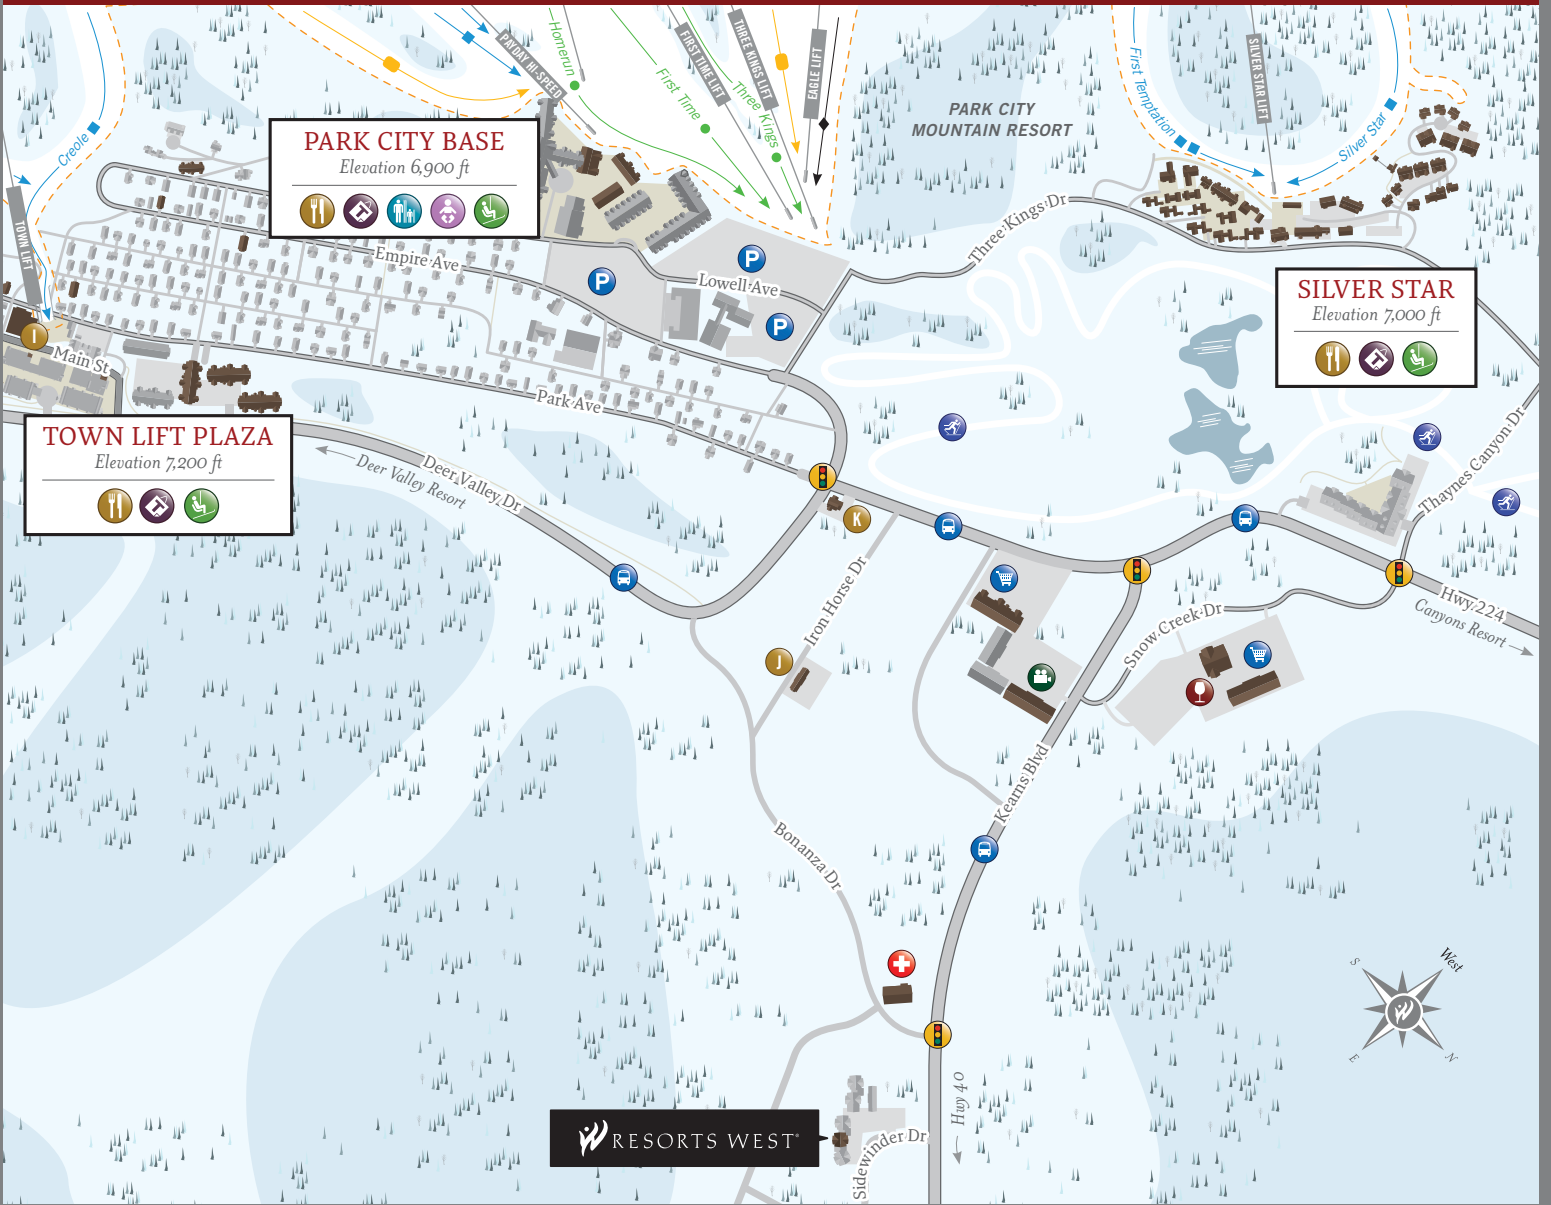 Homerun
PAYDAY HI-SPEED
First Time
FIRST TIME LIFT
THREE KINGS LIFT
Three Kings
EAGLE LIFT
PARK CITY
MOUNTAIN RESORT
First Temptation
SILVER STAR LIFT
Silver Star
Creole
TOWN LIFT
PARK CITY BASE
Elevation 6,900 ft
Empire Ave
P
P
Lowell Ave
P
Three Kings Dr
SILVER STAR
Elevation 7,000 ft
I
Main St
Park Ave
TOWN LIFT PLAZA
Elevation 7,200 ft
Deer Valley Dr
Deer Valley Resort
K
Thaynes Canyon Dr
Iron Horse Dr
J
Snow Creek Dr
Hwy 224
Canyons Resort
Kearns Blvd
Bonanza Dr
S
West
E
N
Hwy 40
RESORTS WEST
Sidewinder Dr